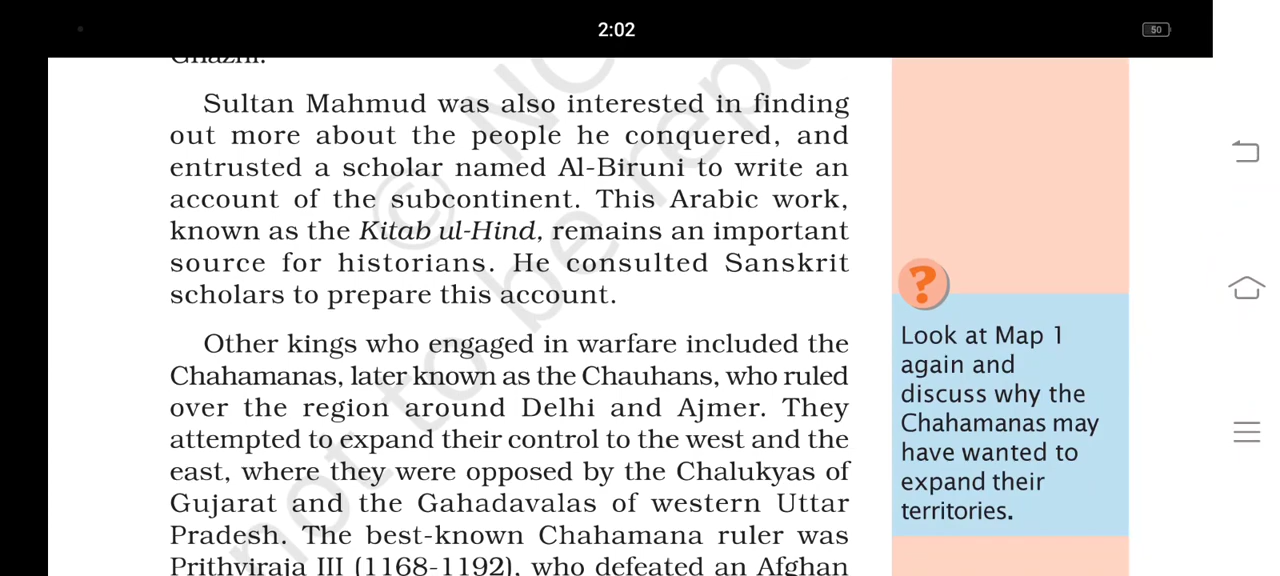 2:02
50
Ghazni.
Sultan Mahmud was also interested in finding
out more about the people he conquered, and
entrusted a scholar named Al-Biruni to write an
account of the subcontinent. This Arabic work,
known as the Kitab ul-Hind, remains an important
source for historians. He consulted Sanskrit
scholars to prepare this account.
Other kings who engaged in warfare included the
Chahamanas, later known as the Chauhans, who ruled
over the region around Delhi and Ajmer. They
attempted to expand their control to the west and the
east, where they were opposed by the Chalukyas of
Gujarat and the Gahadavalas of western Uttar
Pradesh. The best-known Chahamana ruler was
Prithviraja III (1168-1192), who defeated an Afghan
?
Look at Map 1
again and
discuss why the
Chahamanas may
have wanted to
expand their
territories.
© NC
not to be repu